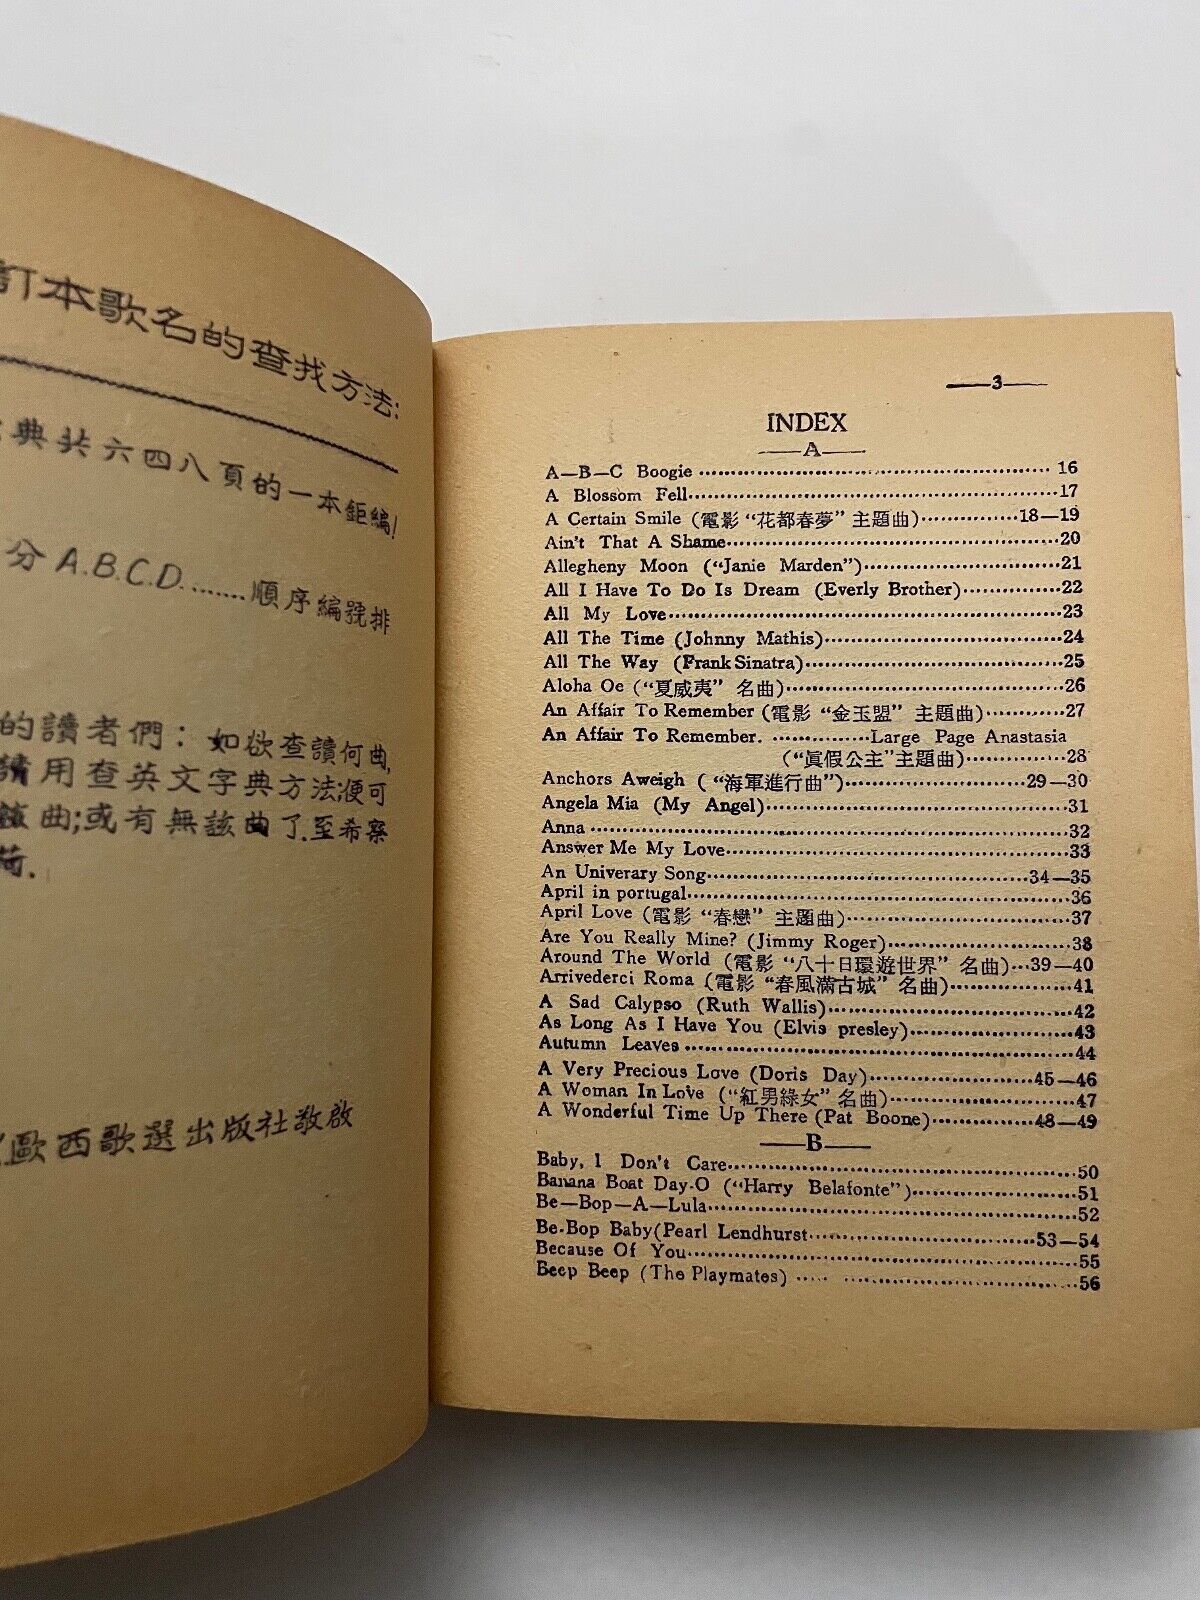 訂本歌名的查找方法:
典共六四八頁的一本鉅編!
分A.B.C.D.......順序編號排
的讀者們：如欲查讀何曲,
請用查英文字典方法,便可
該曲;或有無該曲了.至希察
荷.
歐西歌選出版社敬啟
——3——
INDEX
——A——
A—B—C Boogie .................................................. 16
A Blossom Fell..................................................17
A Certain Smile (電影“花都春夢”主題曲)..............18—19
Ain't That A Shame..................................................20
Allegheny Moon (“Janie Marden”)............................21
All I Have To Do Is Dream (Everly Brother)..............22
All My Love..................................................23
All The Time (Johnny Mathis)..................................24
All The Way (Frank Sinatra)..................................25
Aloha Oe (“夏威夷” 名曲)..................................26
An Affair To Remember (電影 “金玉盟” 主題曲)...........27
An Affair To Remember. ..............Large Page Anastasia
(“眞假公主”主題曲)..............28
Anchors Aweigh ( “海軍進行曲”)..........................29—30
Angela Mia (My Angel)..................................31
Anna ..................................................32
Answer Me My Love..................................................33
An Univerary Song..................................................34—35
April in portugal..................................................36
April Love (電影 “春戀” 主題曲)..............................37
Are You Really Mine? (Jimmy Roger)..........................38
Around The World (電影 “八十日環遊世界” 名曲)...39—40
Arrivederci Roma (電影 “春風滿古城” 名曲)................41
A Sad Calypso (Ruth Wallis)..................................42
As Long As I Have You (Elvis presley)......................43
Autumn Leaves ..................................................44
A Very Precious Love (Doris Day)..........................45—46
A Woman In Love (“紅男綠女” 名曲)..........................47
A Wonderful Time Up There (Pat Boone)..............48—49
——B——
Baby, I Don't Care..................................................50
Banana Boat Day-O (“Harry Belafonte”)......................51
Be—Bop—A—Lula..................................................52
Be-Bop Baby(Pearl Lendhurst..........................53—54
Because Of You..................................................55
Beep Beep (The Playmates) ..... ..............................56